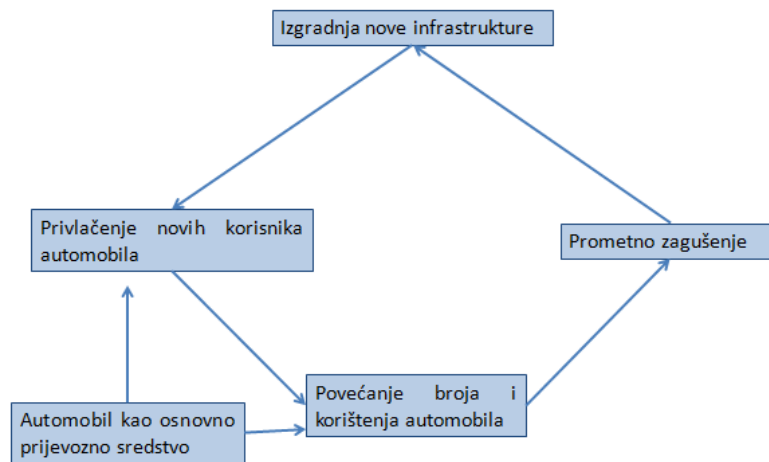 Izgradnja nove infrastrukture
Privlačenje novih korisnika
automobila
Prometno zagušenje
Povećanje broja i
korištenja automobila
Automobil kao osnovno
prijevozno sredstvo